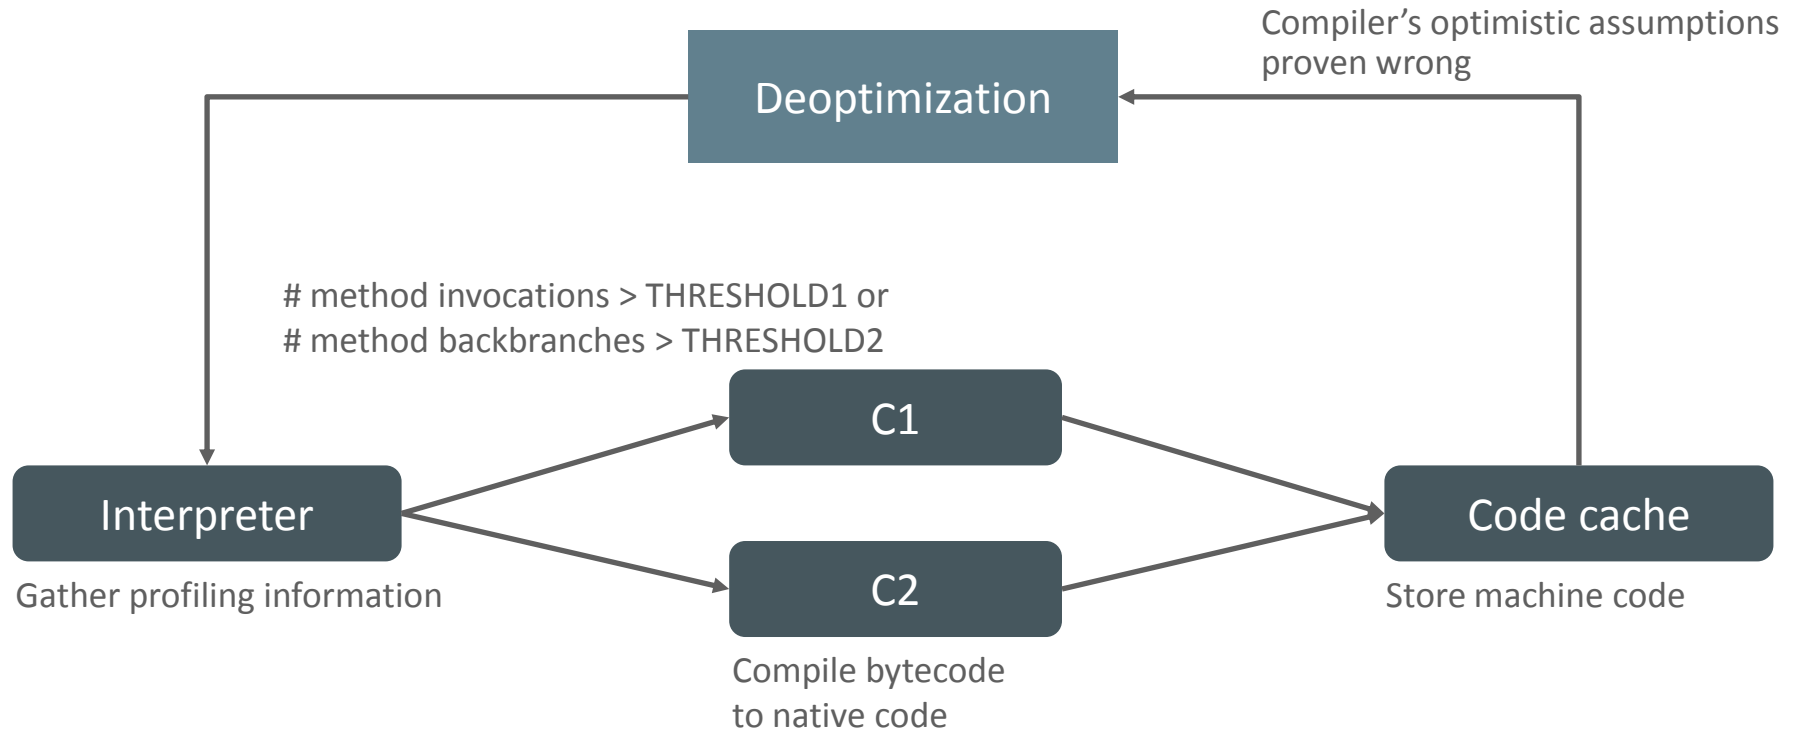 Compiler’s optimistic assumptions
proven wrong
Deoptimization
# method invocations > THRESHOLD1 or
# method backbranches > THRESHOLD2
C1
Interpreter
Code cache
Gather profiling information
C2
Store machine code
Compile bytecode
to native code